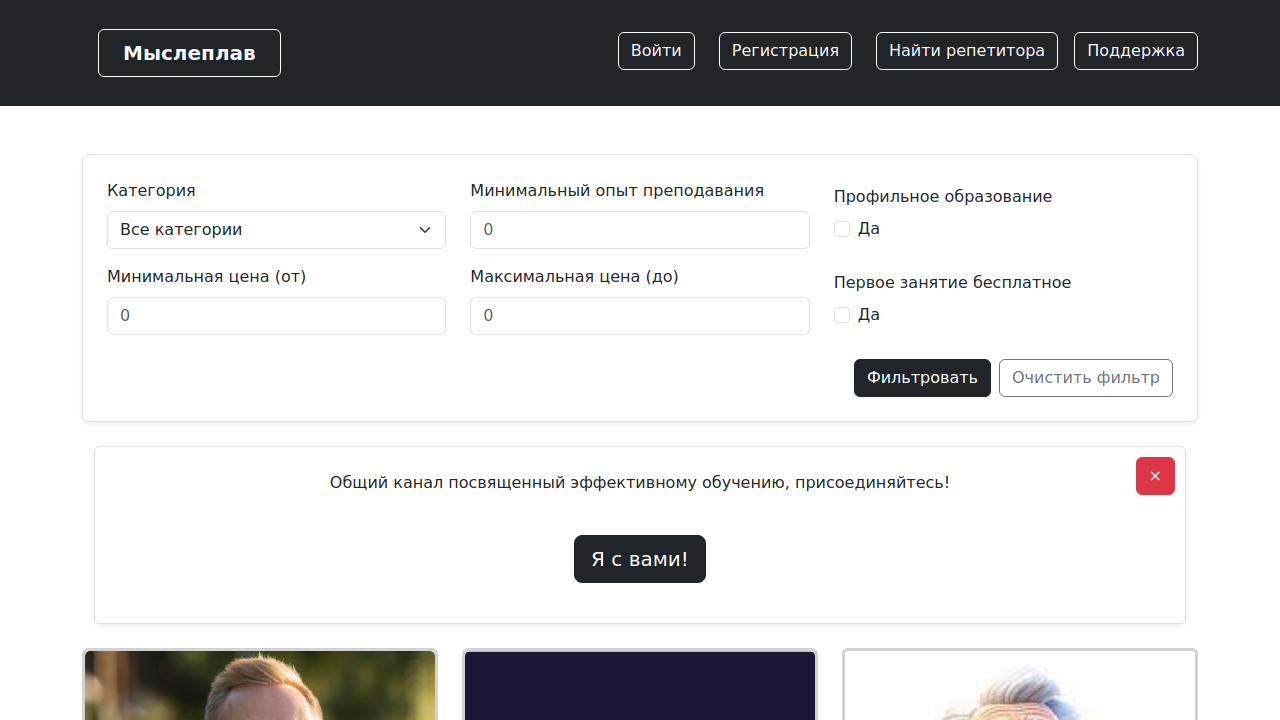 Мыслеплав
Войти
Регистрация
Найти репетитора
Поддержка
Категория
Минимальный опыт преподавания
Профильное образование
Все категории
0
Да
Минимальная цена (от)
Максимальная цена (до)
Первое занятие бесплатное
0
0
Да
Фильтровать
Очистить фильтр
Общий канал посвященный эффективному обучению, присоединяйтесь!
Я с вами!